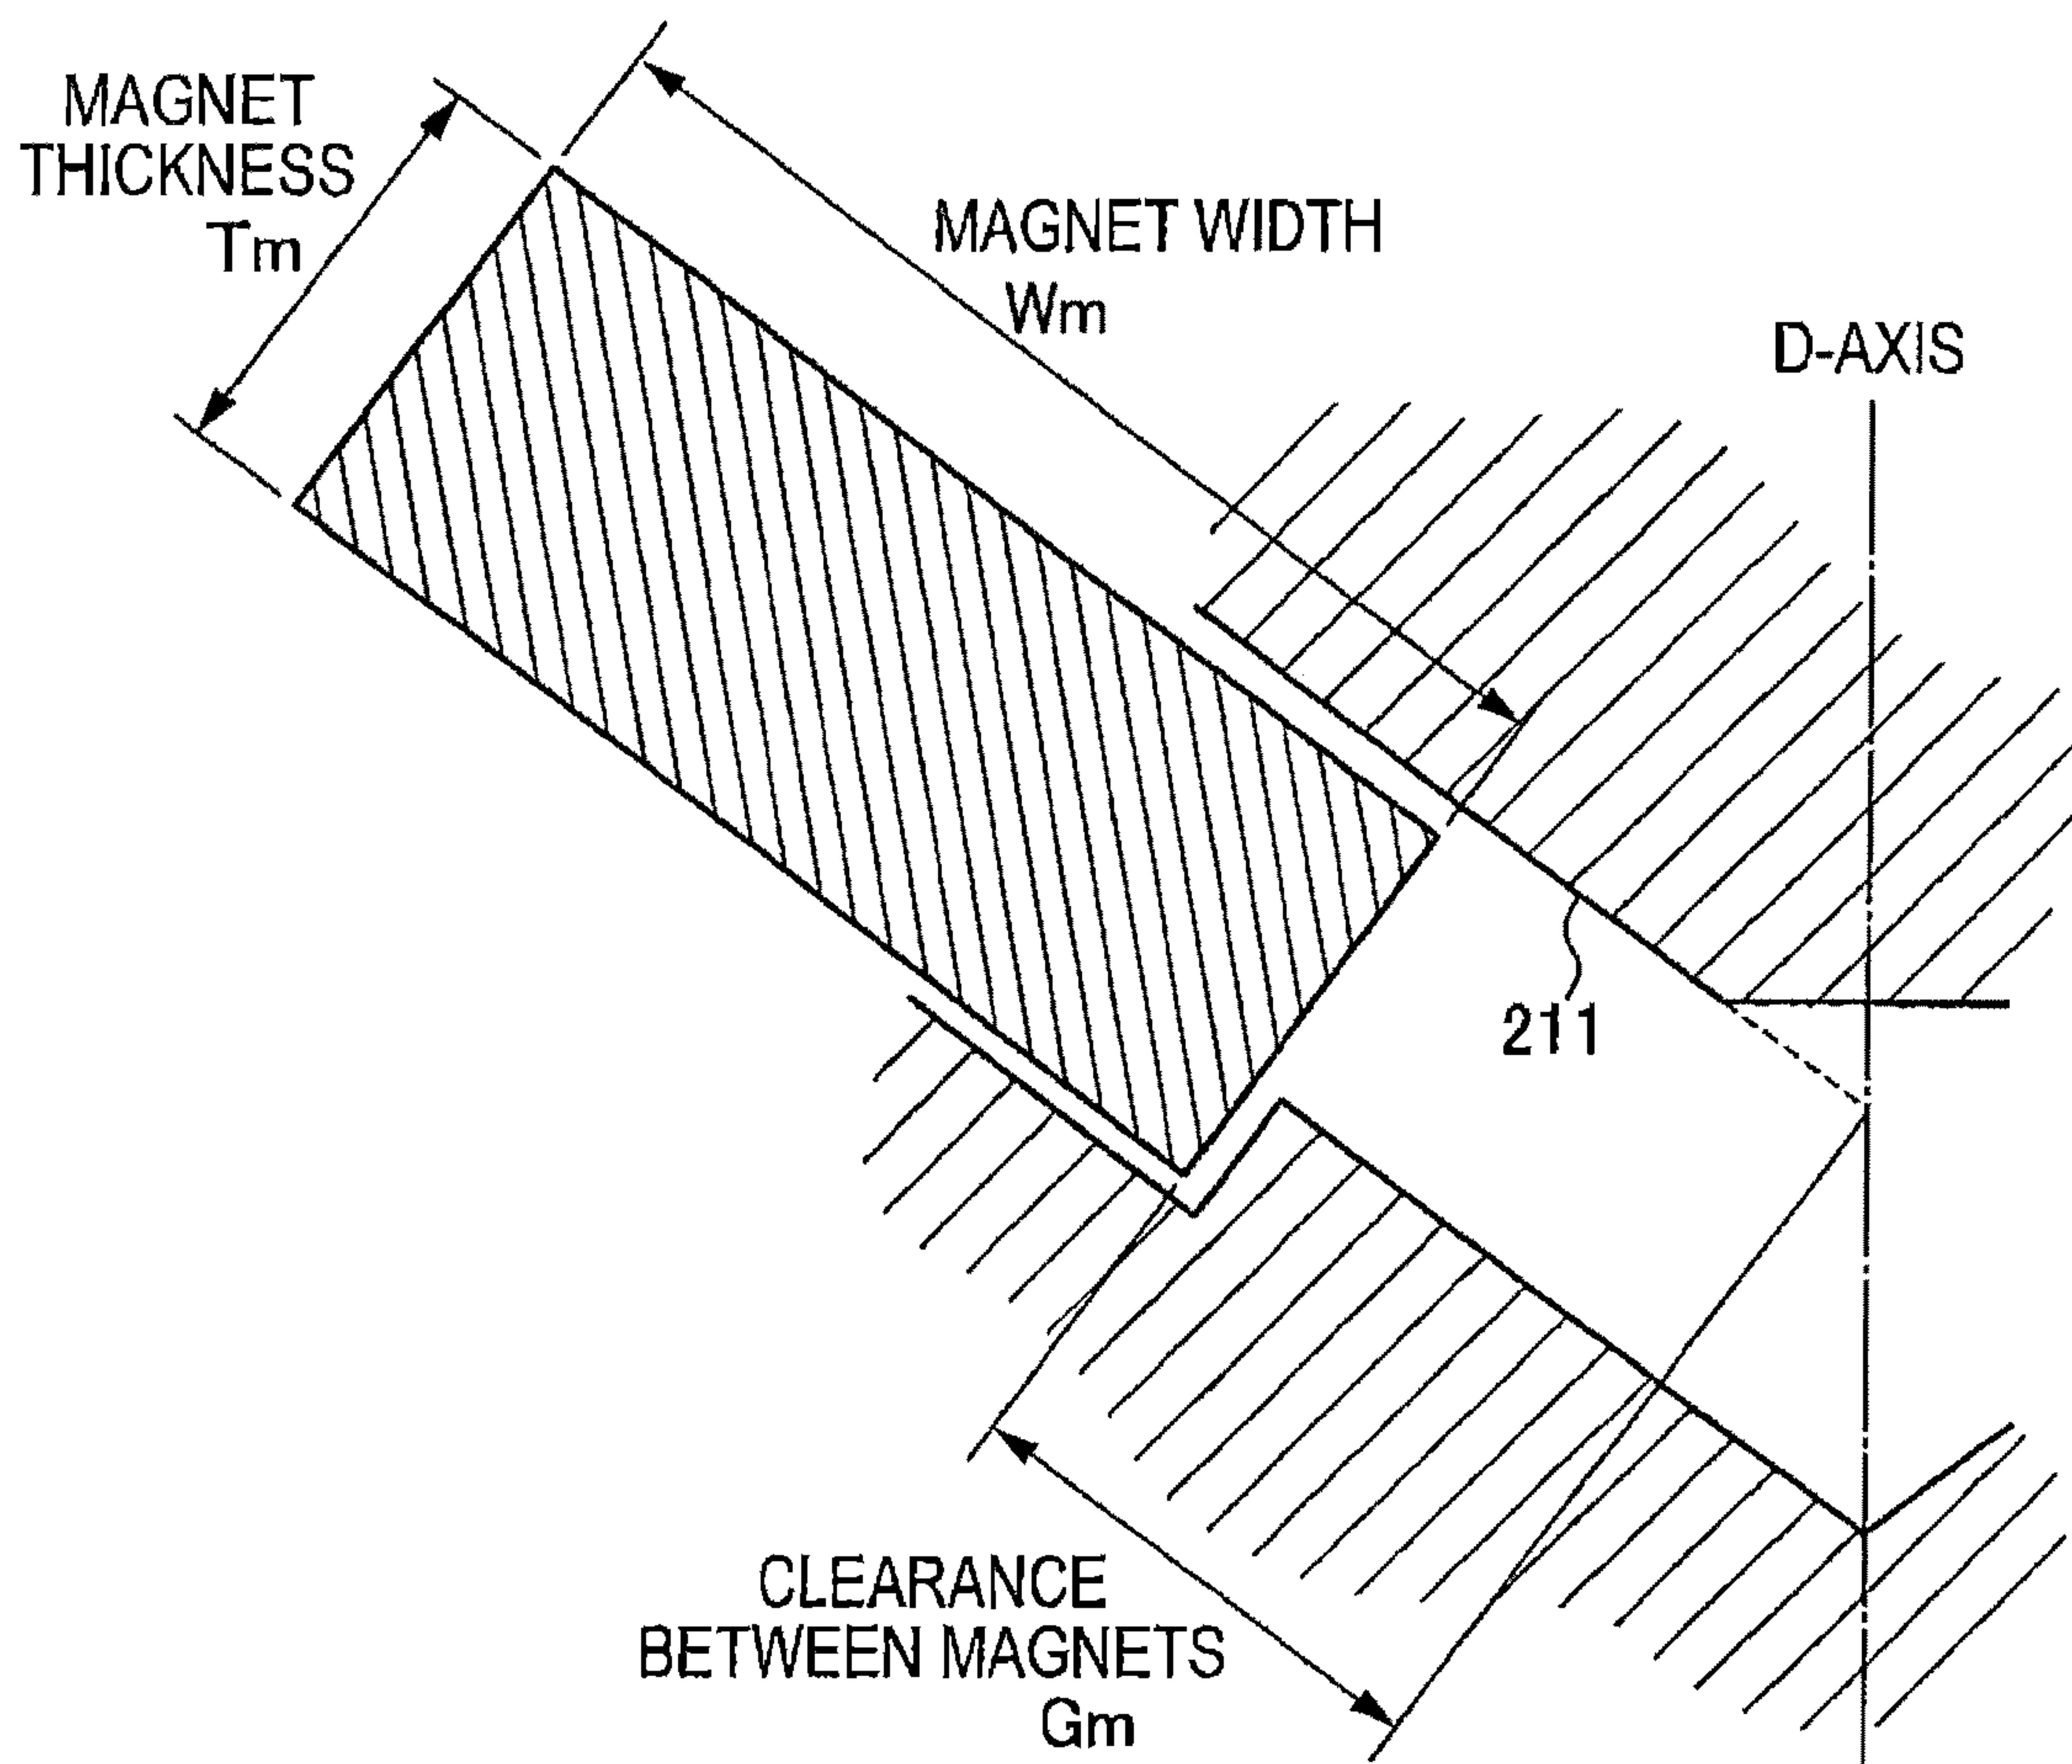 MAGNET
THICKNESS
Tm
MAGNET WIDTH
Wm
D-AXIS
211
CLEARANCE
BETWEEN MAGNETS
Gm